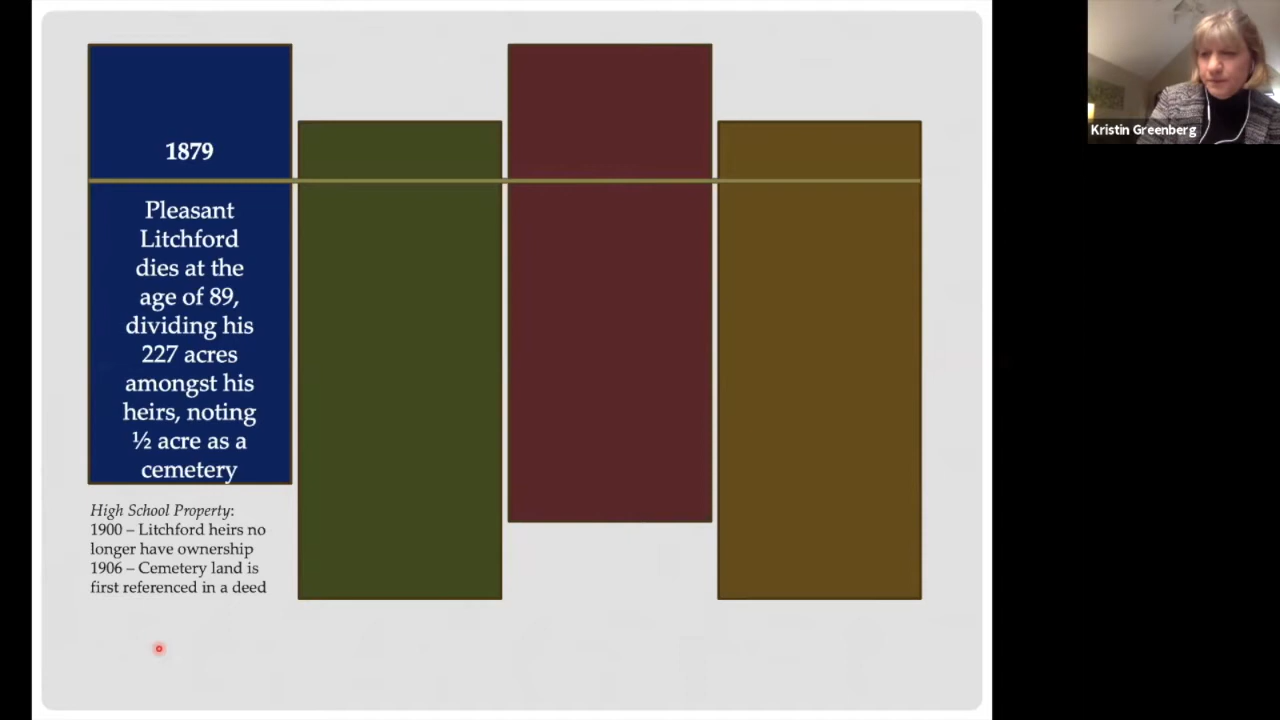 1879
Pleasant
Litchford
dies at the
age of 89,
dividing his
227 acres
amongst his
heirs, noting
½ acre as a
cemetery
High School Property:
1900 – Litchford heirs no
longer have ownership
1906 – Cemetery land is
first referenced in a deed
Kristin Greenberg